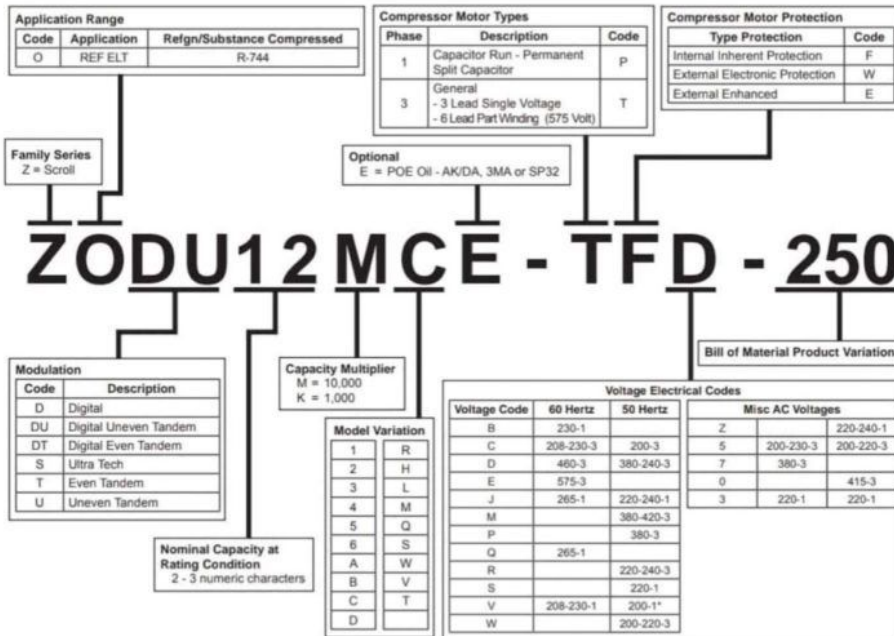 Application Range
Code Application Refgn/Substance Compressed
O REF ELT R-744
Compressor Motor Types
Phase Description Code
1 Capacitor Run - Permanent Split Capacitor P
3 General
- 3 Lead Single Voltage
- 6 Lead Part Winding (575 Volt) T
Compressor Motor Protection
Type Protection Code
Internal Inherent Protection F
External Electronic Protection W
External Enhanced E
Family Series
Z = Scroll
Optional
E = POE Oil - AK/DA, 3MA or SP32
ZODU12MCE - TFD - 250
Modulation
Code Description
D Digital
DU Digital Uneven Tandem
DT Digital Even Tandem
S Ultra Tech
T Even Tandem
U Uneven Tandem
Nominal Capacity at
Rating Condition
2 - 3 numeric characters
Capacity Multiplier
M = 10,000
K = 1,000
Model Variation
1 R
2 H
3 L
4 M
5 Q
6 S
A W
B V
C T
D
Bill of Material Product Variation
Voltage Electrical Codes
Voltage Code 60 Hertz 50 Hertz
B 230-1
C 208-230-3 200-3
D 460-3 380-240-3
E 575-3
J 265-1 220-240-1
M 380-420-3
P 380-3
Q 265-1
R 220-240-3
S 220-1
V 208-230-1 200-1*
W 200-220-3
Misc AC Voltages
Z 220-240-1
5 200-230-3 200-220-3
7 380-3
0 415-3
3 220-1 220-1